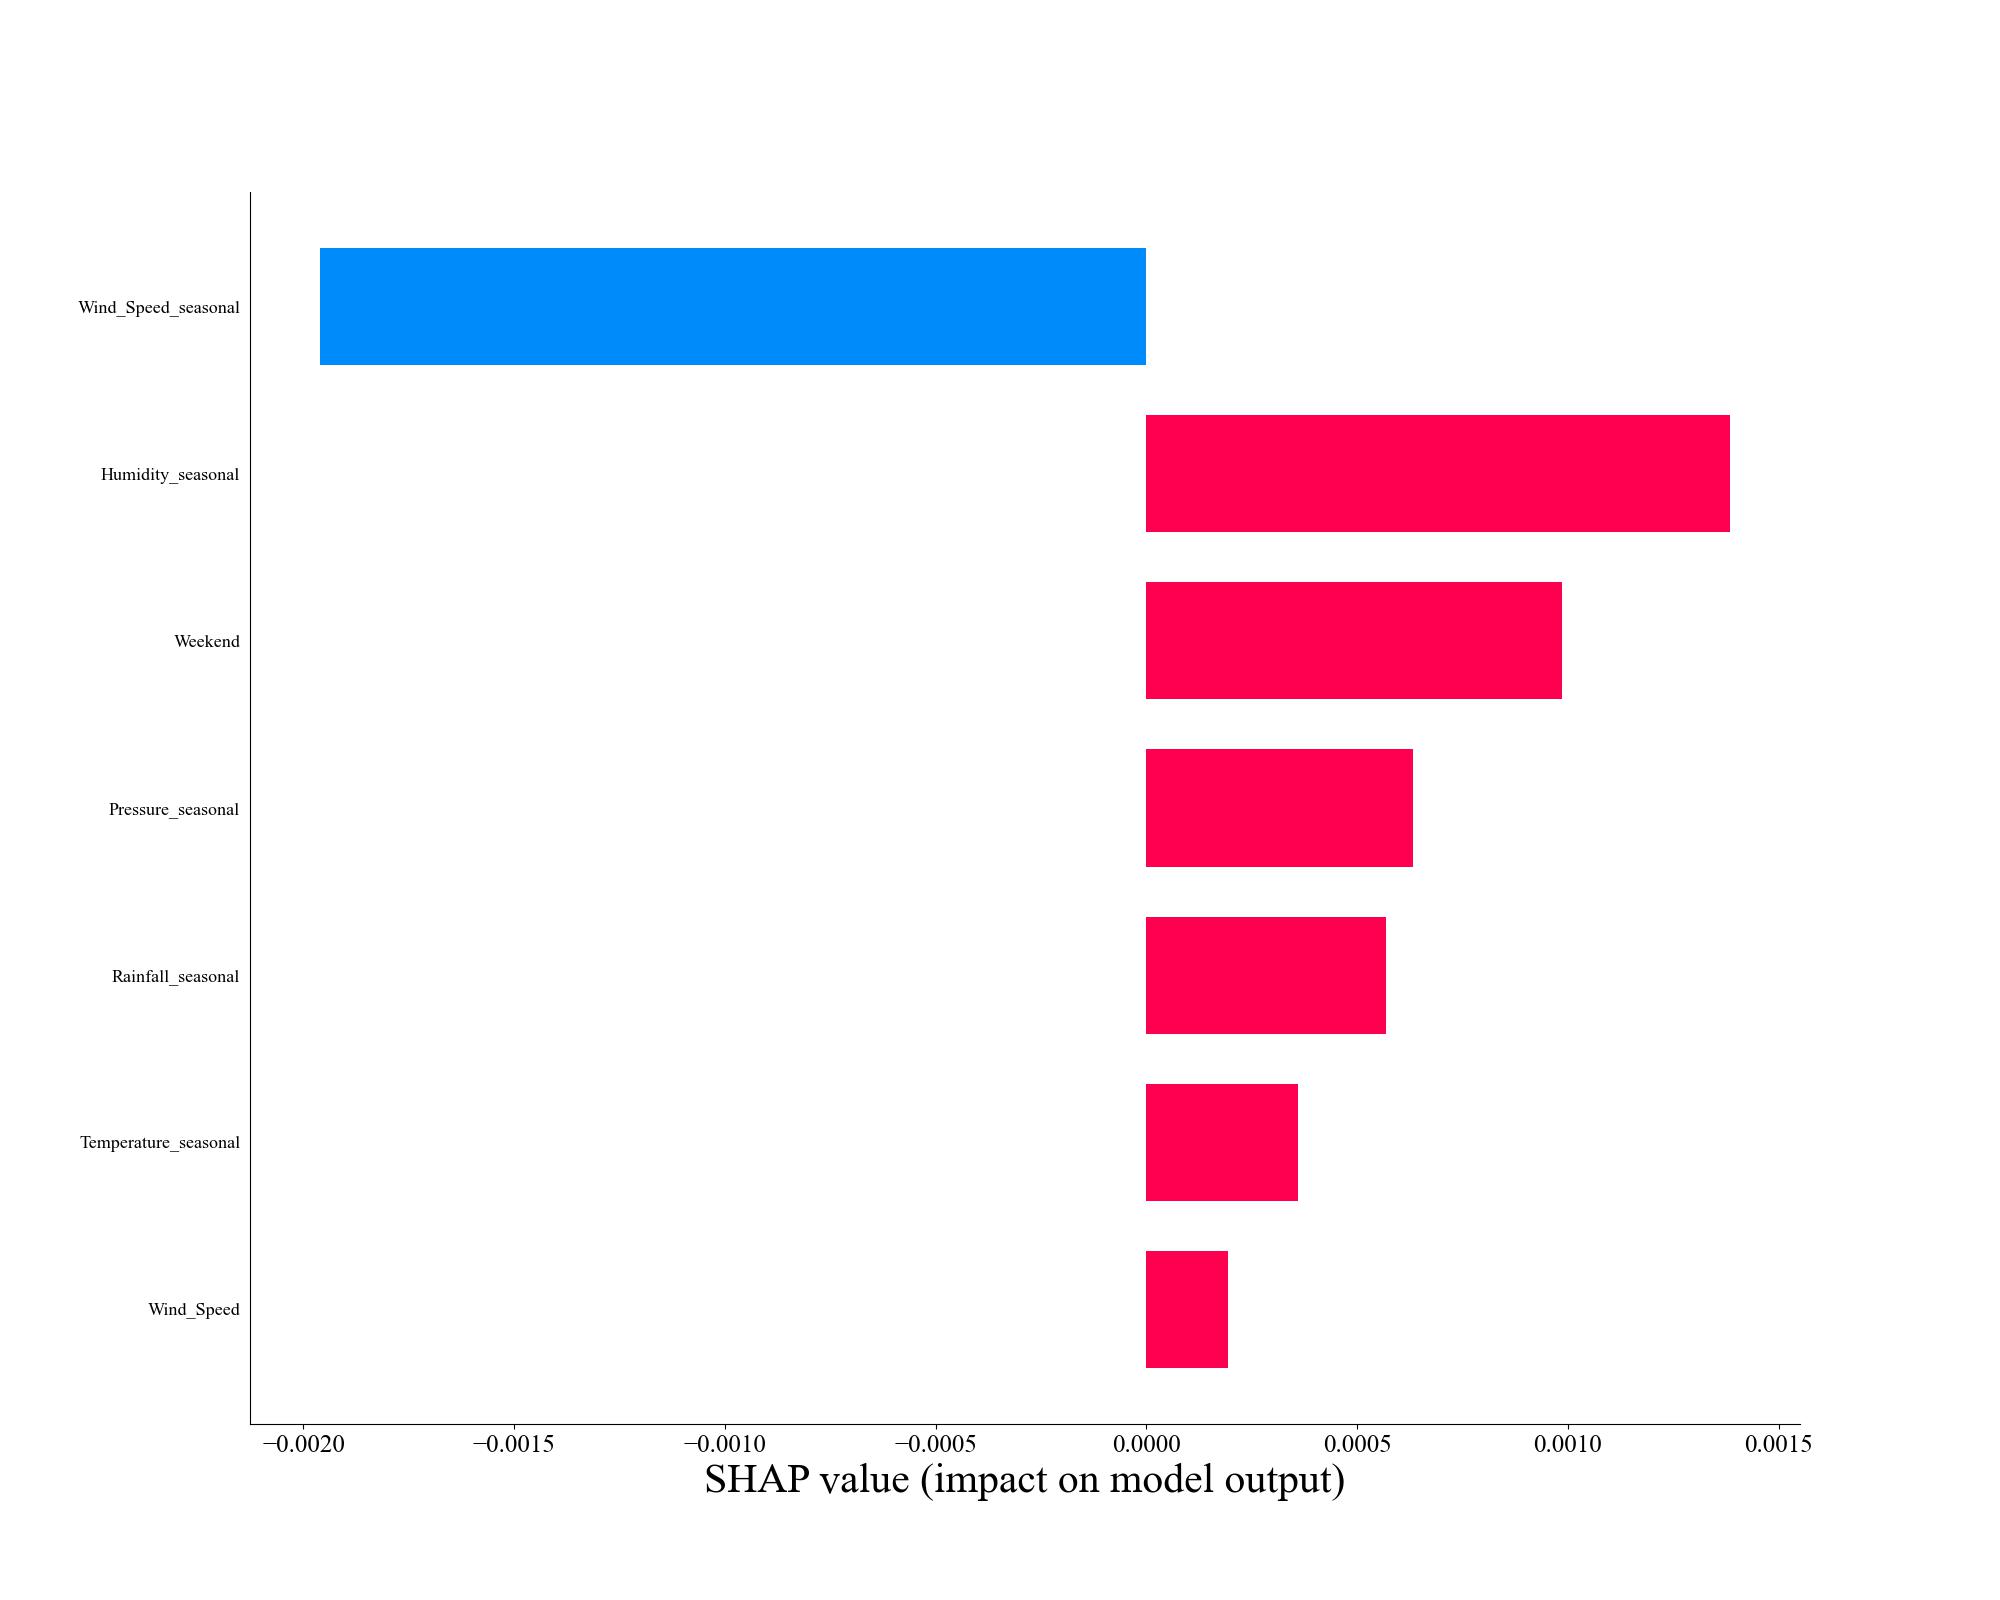 Wind_Speed_seasonal
Humidity_seasonal
Weekend
Pressure_seasonal
Rainfall_seasonal
Temperature_seasonal
Wind_Speed
−0.0020 −0.0015 −0.0010 −0.0005 0.0000 0.0005 0.0010 0.0015
SHAP value (impact on model output)